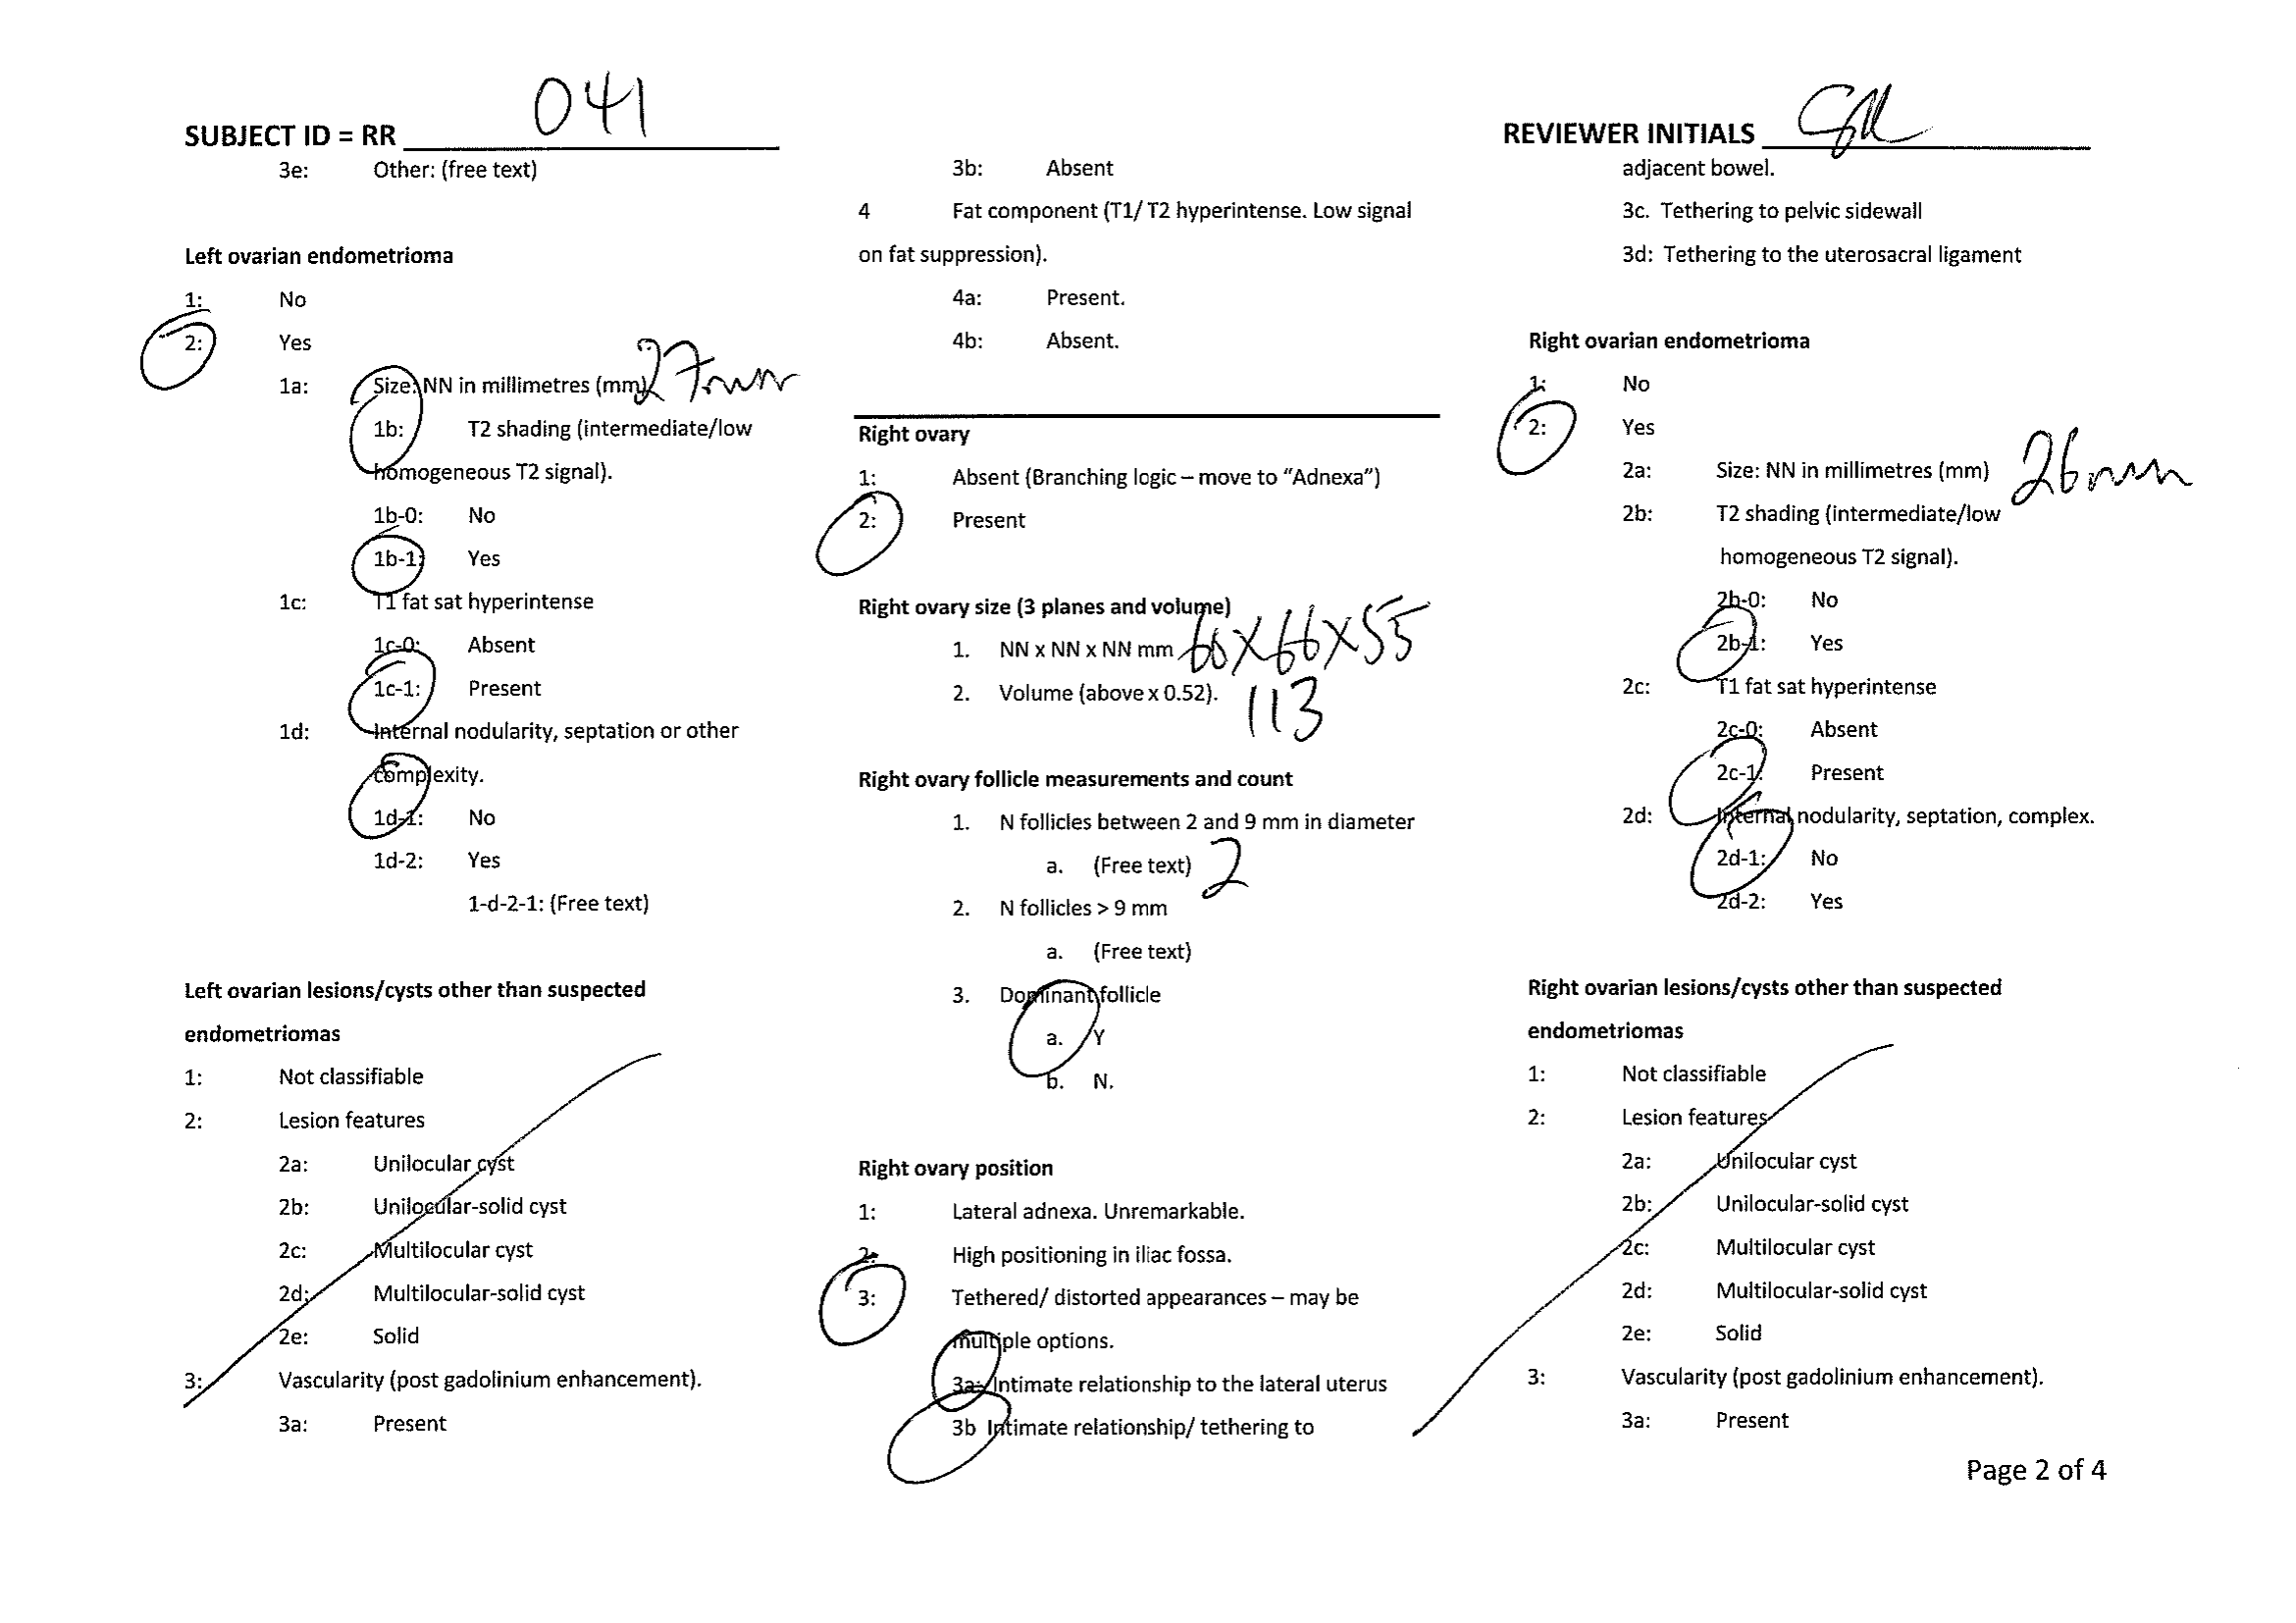 SUBJECT ID = RR 041
3e: Other: (free text)
Left ovarian endometrioma
1: No
2: Yes
1a: Size: NN in millimetres (mm) 27mm
1b: T2 shading (intermediate/low
homogeneous T2 signal).
1b-0: No
1b-1: Yes
1c: T1 fat sat hyperintense
1c-0: Absent
1c-1: Present
1d: Internal nodularity, septation or other
complexity.
1d-1: No
1d-2: Yes
1-d-2-1: (Free text)
Left ovarian lesions/cysts other than suspected
endometriomas
1: Not classifiable
2: Lesion features
2a: Unilocular cyst
2b: Unilocular-solid cyst
2c: Multilocular cyst
2d: Multilocular-solid cyst
2e: Solid
3: Vascularity (post gadolinium enhancement).
3a: Present
3b: Absent
4 Fat component (T1/ T2 hyperintense. Low signal
on fat suppression).
4a: Present.
4b: Absent.
Right ovary
1: Absent (Branching logic – move to “Adnexa”)
2: Present
Right ovary size (3 planes and volume)
1. NN x NN x NN mm 60x66x55
2. Volume (above x 0.52). 113
Right ovary follicle measurements and count
1. N follicles between 2 and 9 mm in diameter
a. (Free text) 2
2. N follicles > 9 mm
a. (Free text)
3. Dominant follicle
a. Y
b. N.
Right ovary position
1: Lateral adnexa. Unremarkable.
2: High positioning in iliac fossa.
3: Tethered/ distorted appearances – may be
multiple options.
3a: Intimate relationship to the lateral uterus
3b Intimate relationship/ tethering to
REVIEWER INITIALS
adjacent bowel.
3c. Tethering to pelvic sidewall
3d: Tethering to the uterosacral ligament
Right ovarian endometrioma
1: No
2: Yes
2a: Size: NN in millimetres (mm) 26mm
2b: T2 shading (intermediate/low
homogeneous T2 signal).
2b-0: No
2b-1: Yes
2c: T1 fat sat hyperintense
2c-0: Absent
2c-1: Present
2d: Internal nodularity, septation, complex.
2d-1: No
2d-2: Yes
Right ovarian lesions/cysts other than suspected
endometriomas
1: Not classifiable
2: Lesion features
2a: Unilocular cyst
2b: Unilocular-solid cyst
2c: Multilocular cyst
2d: Multilocular-solid cyst
2e: Solid
3: Vascularity (post gadolinium enhancement).
3a: Present
Page 2 of 4